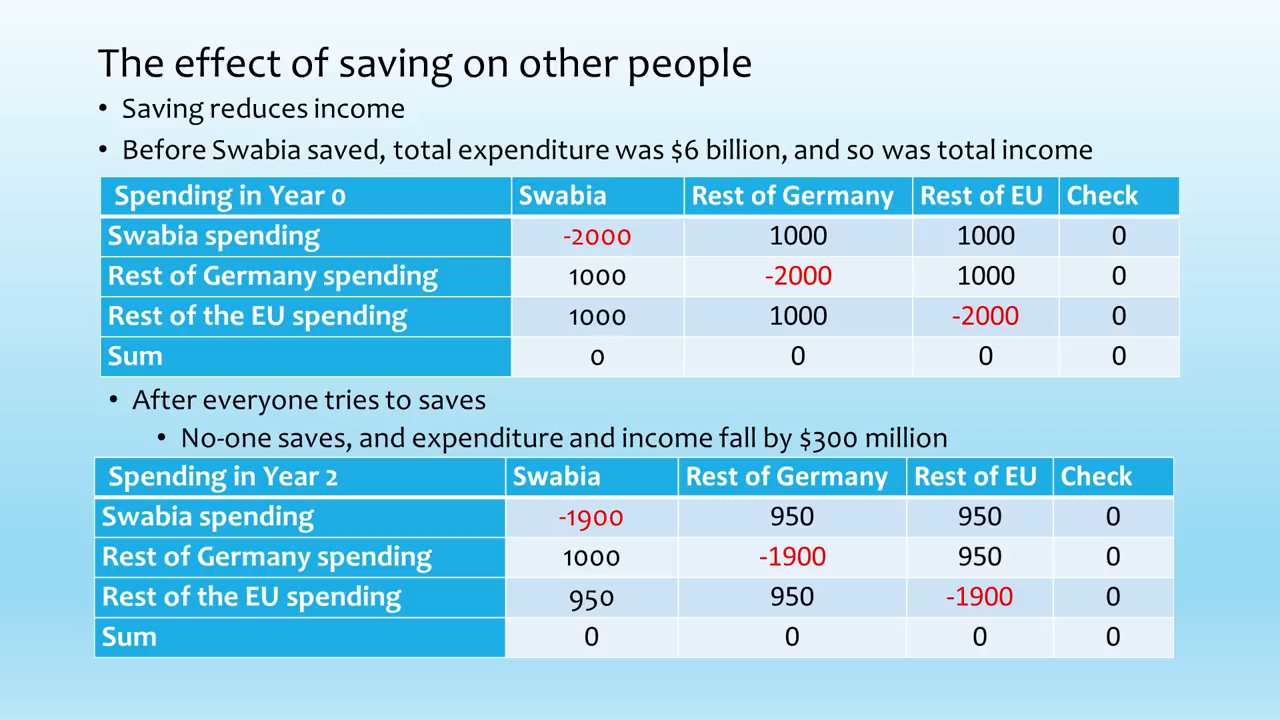 The effect of saving on other people
• Saving reduces income
• Before Swabia saved, total expenditure was $6 billion, and so was total income
Spending in Year 0 Swabia Rest of Germany Rest of EU Check
Swabia spending -2000 1000 1000 0
Rest of Germany spending 1000 -2000 1000 0
Rest of the EU spending 1000 1000 -2000 0
Sum 0 0 0 0
• After everyone tries to saves
• No-one saves, and expenditure and income fall by $300 million
Spending in Year 2 Swabia Rest of Germany Rest of EU Check
Swabia spending -1900 950 950 0
Rest of Germany spending 1000 -1900 950 0
Rest of the EU spending 950 950 -1900 0
Sum 0 0 0 0